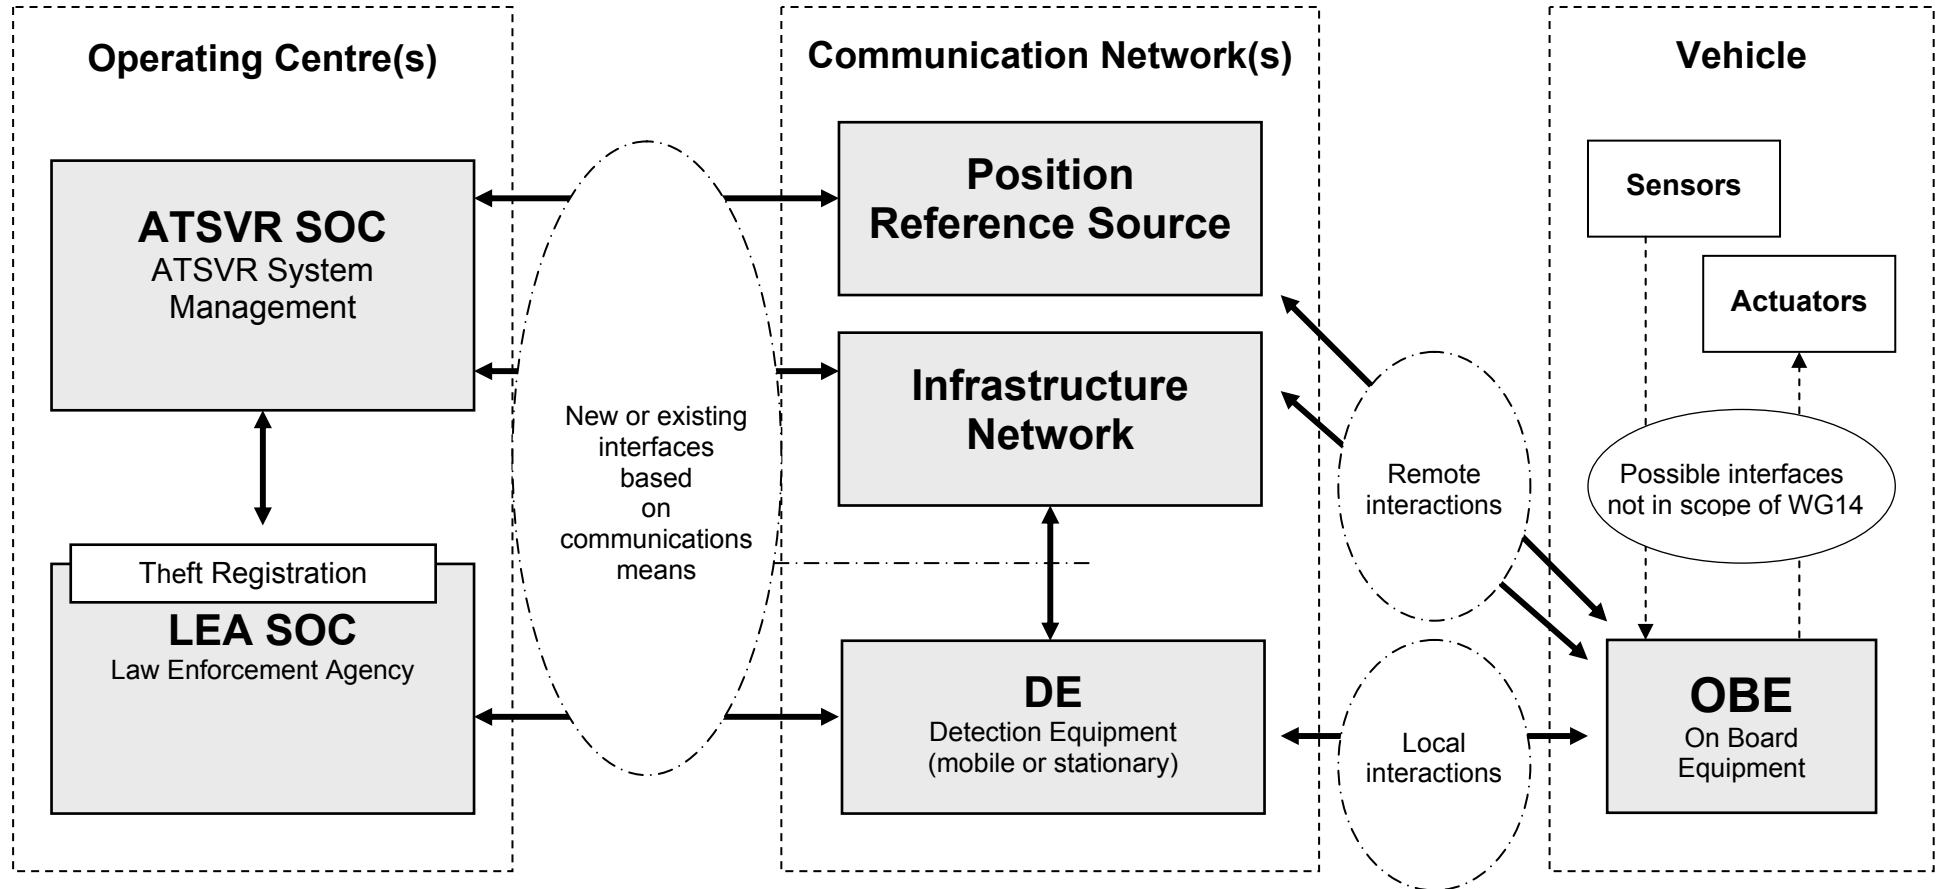 Operating Centre(s)
ATSVR SOC
ATSVR System
Management
Theft Registration
LEA SOC
Law Enforcement Agency
New or existing
interfaces
based
on
communications
means
Communication Network(s)
Position
Reference Source
Infrastructure
Network
DE
Detection Equipment
(mobile or stationary)
Remote
interactions
Local
interactions
Vehicle
Sensors
Actuators
Possible interfaces
not in scope of WG14
OBE
On Board
Equipment